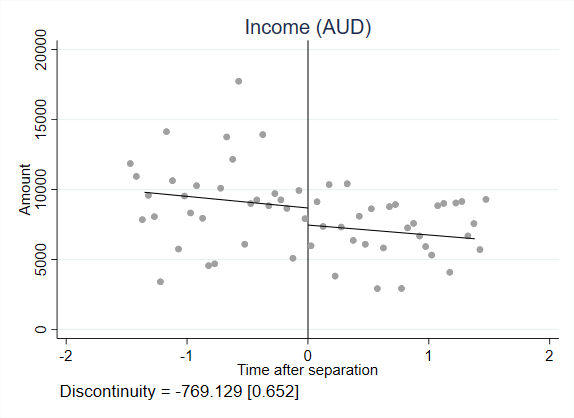 Income (AUD)
20000
15000
10000
5000
0
Amount
-2 -1 0 1 2
Time after separation
Discontinuity = -769.129 [0.652]